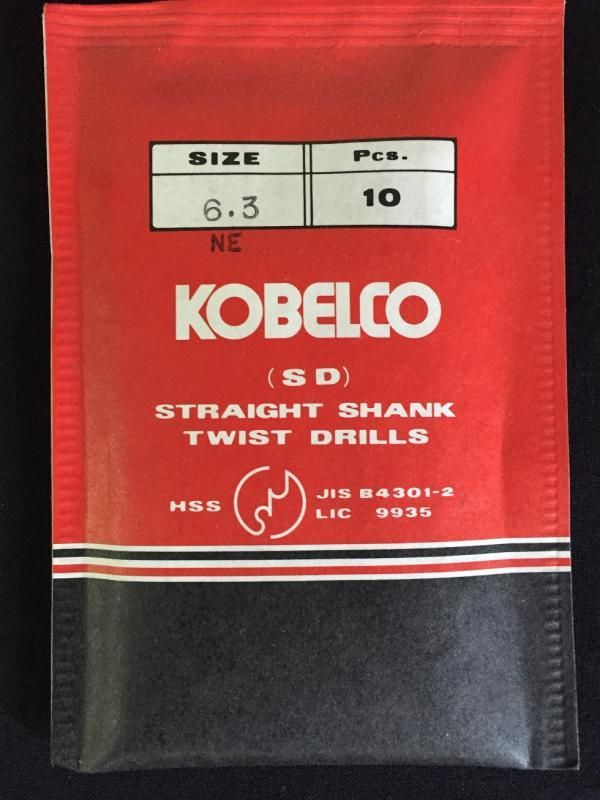 SIZE Pcs.
6.3 10
NE
KOBELCO
(SD)
STRAIGHT SHANK
TWIST DRILLS
HSS JIS B4301-2
LIC 9935